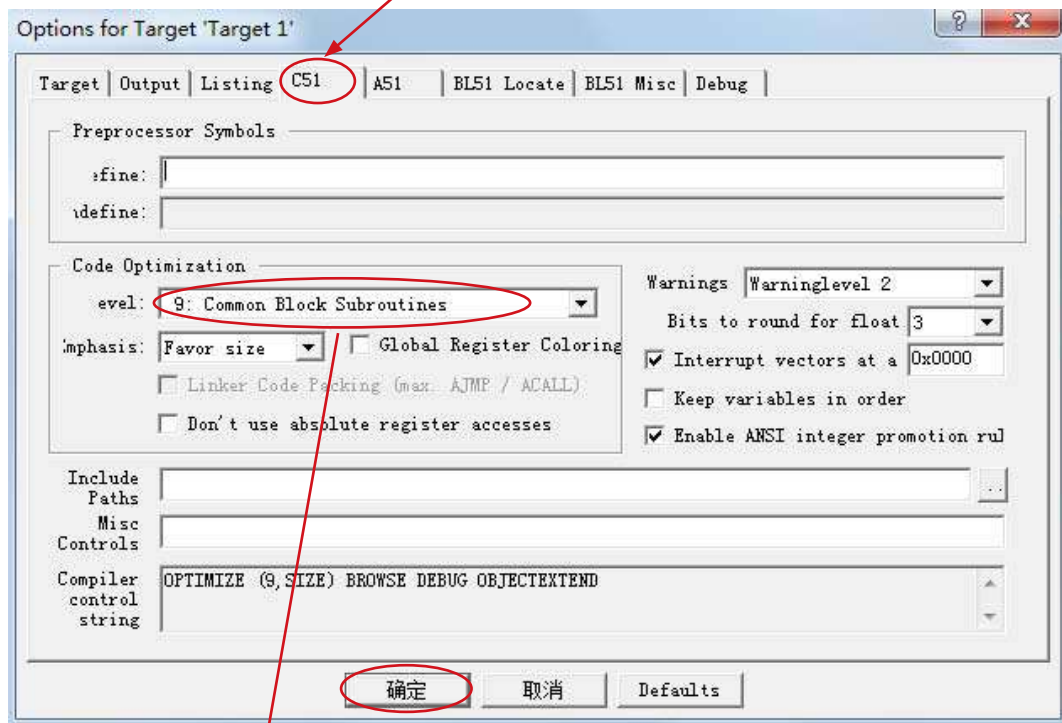 Options for Target 'Target 1'
Target Output Listing C51 A51 BL51 Locate BL51 Misc Debug
Preprocessor Symbols
efine:
define:
Code Optimization
evel: 9: Common Block Subroutines
mphasis: Favor size Global Register Coloring
Linker Code Packing (max. AJMP / ACALL)
Don't use absolute register accesses
Warnings Warninglevel 2
Bits to round for float 3
Interrupt vectors at a 0x0000
Keep variables in order
Enable ANSI integer promotion rul
Include Paths
Misc Controls
Compiler control string
OPTIMIZE (9,SIZE) BROWSE DEBUG OBJECTEXTEND
确定 取消 Defaults